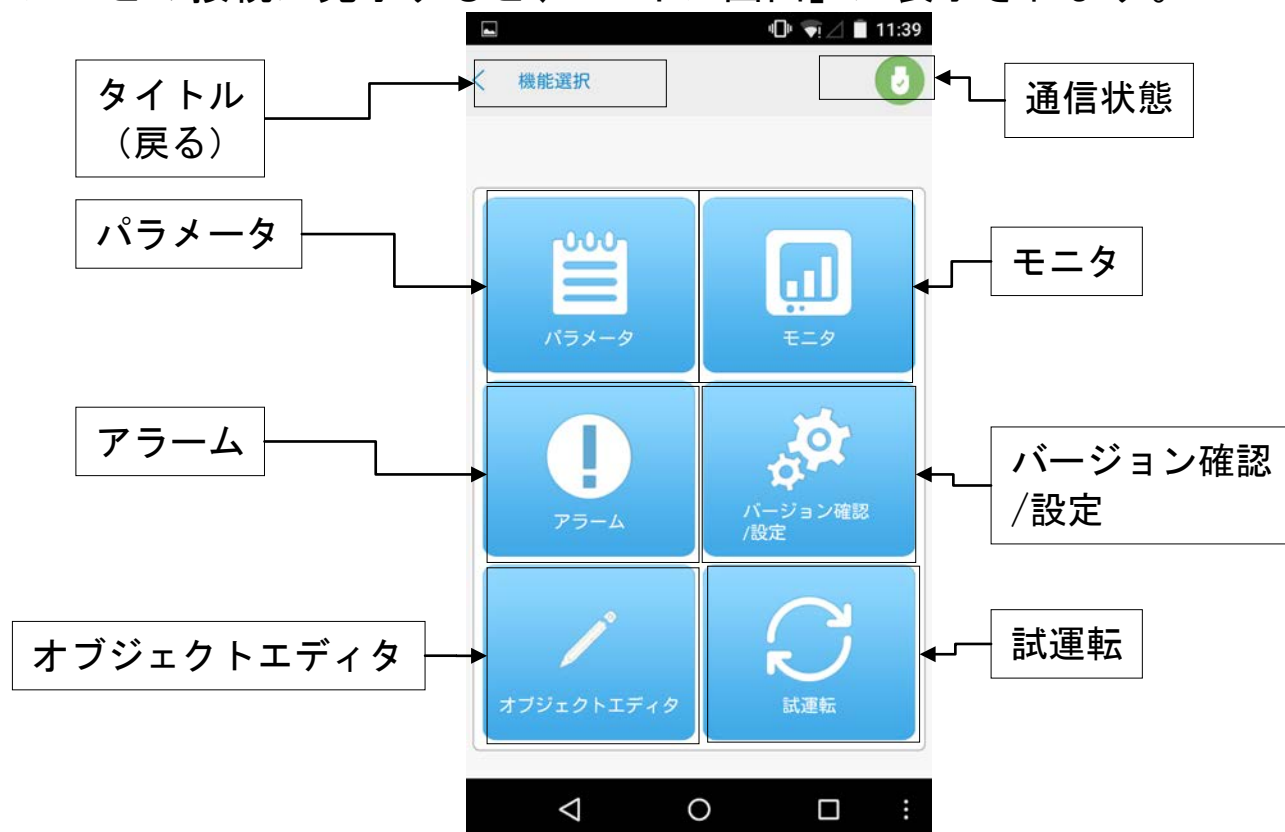 11:39
タイトル
(戻る)
機能選択
通信状態
パラメータ
モニタ
パラメータ
モニタ
アラーム
バージョン確認
/設定
アラーム
バージョン確認
/設定
オブジェクトエディタ
試運転
オブジェクトエディタ
試運転